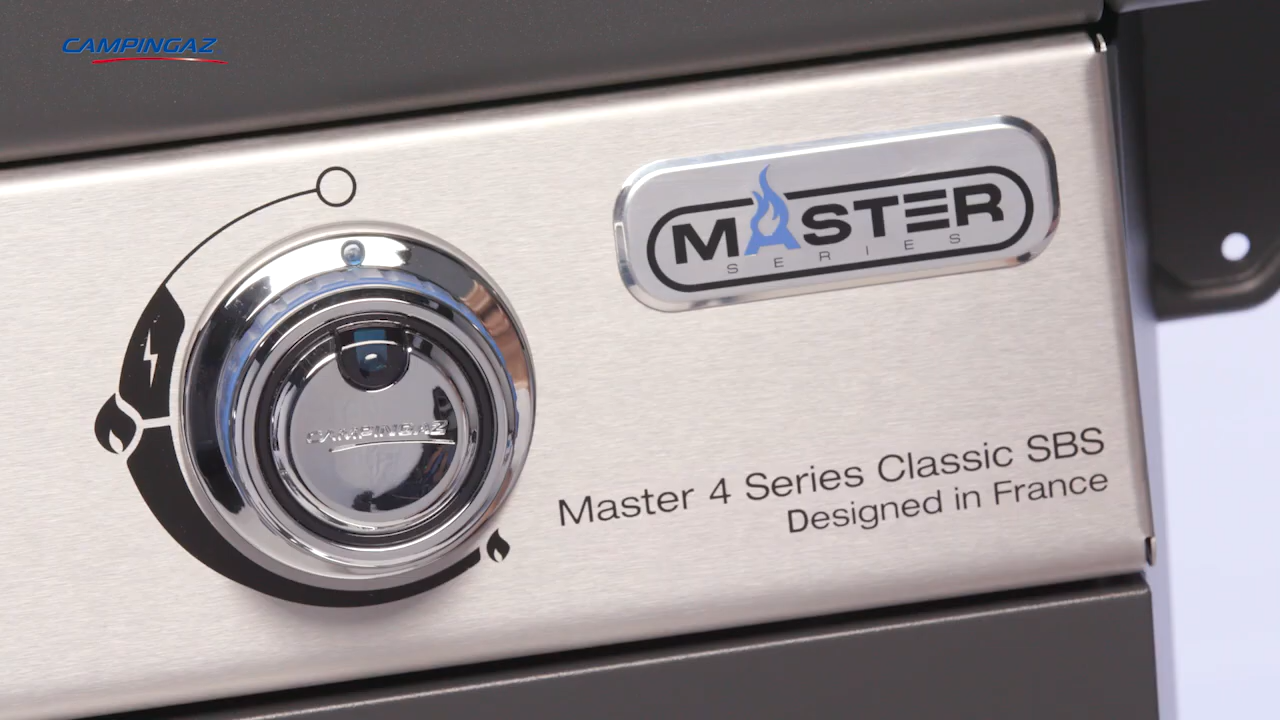 CAMPINGAZ
MASTER
SERIES
CAMPINGAZ
Master 4 Series Classic SBS
Designed in France